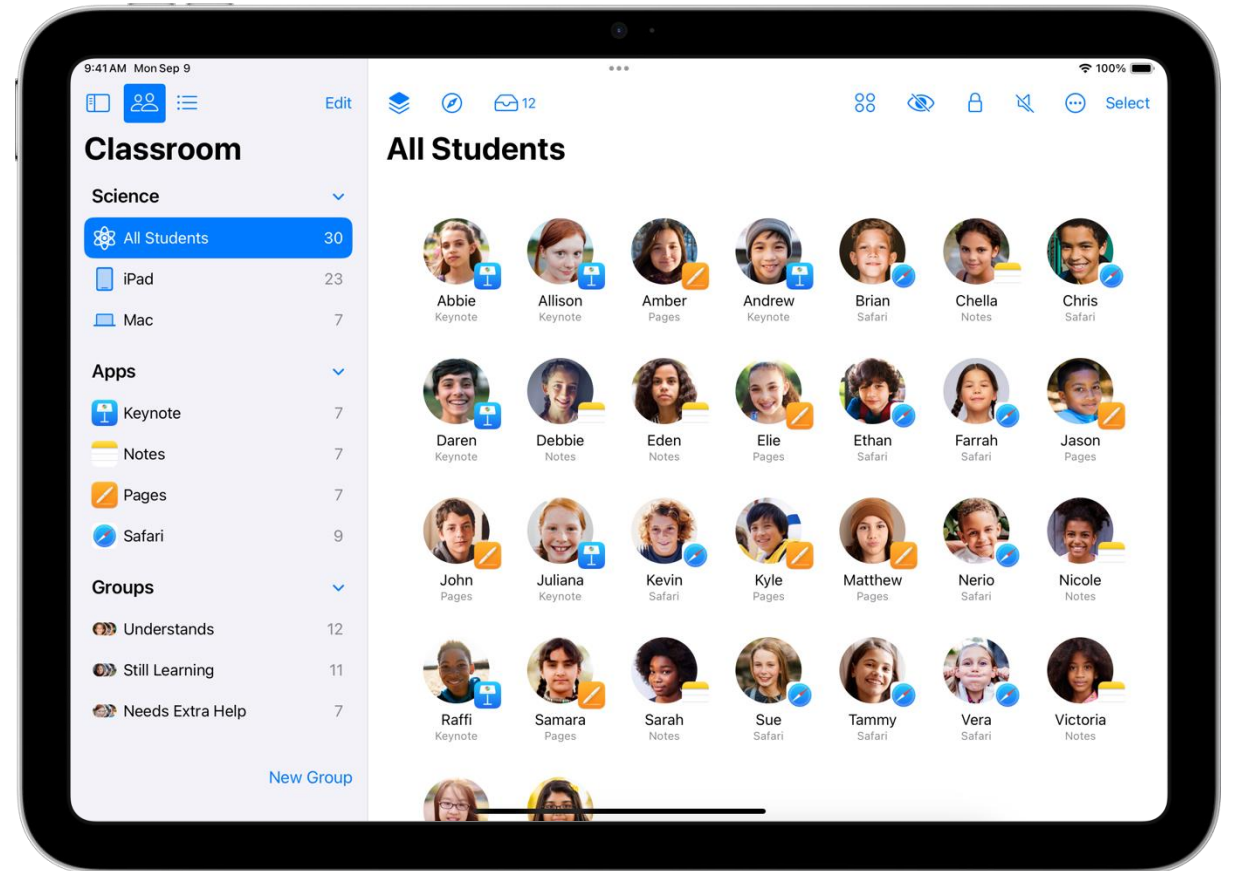 9:41 AM Mon Sep 9
100%
Edit
12
Select
Classroom
All Students
Science
All Students 30
iPad 23
Mac 7
Apps
Keynote 7
Notes 7
Pages 7
Safari 9
Groups
Understands 12
Still Learning 11
Needs Extra Help 7
New Group
Abbie Allison Amber Andrew Brian Chella Chris
Keynote Keynote Pages Keynote Safari Notes Safari
Daren Debbie Eden Elie Ethan Farrah Jason
Keynote Notes Notes Pages Safari Safari Pages
John Juliana Kevin Kyle Matthew Nerio Nicole
Pages Keynote Safari Pages Pages Safari Notes
Raffi Samara Sarah Sue Tammy Vera Victoria
Keynote Pages Notes Safari Safari Safari Notes